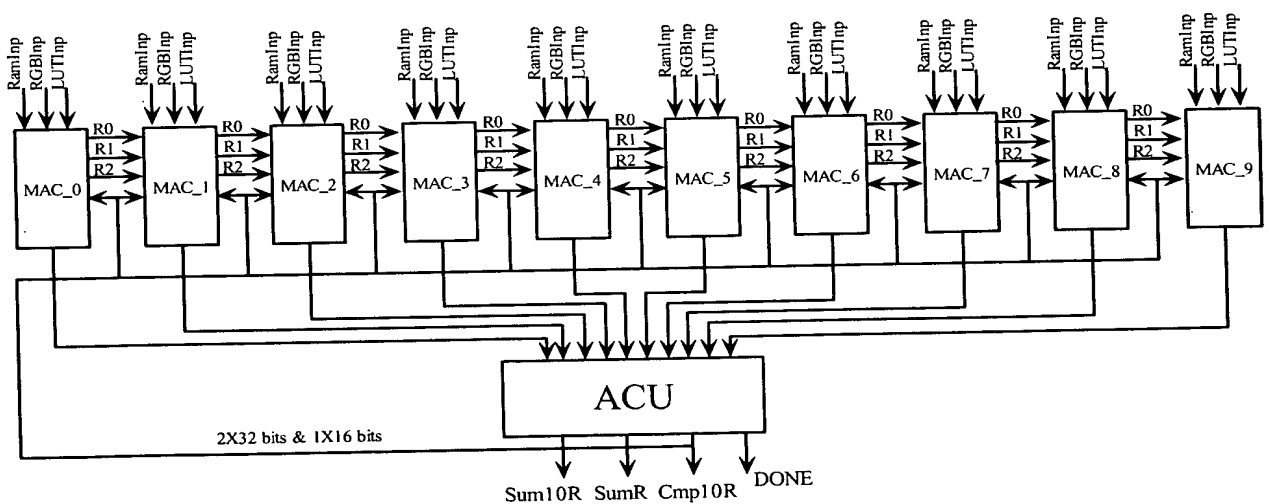 RamInp RGBInp LUTInp
RamInp RGBInp LUTInp
RamInp RGBInp LUTInp
RamInp RGBInp LUTInp
RamInp RGBInp LUTInp
RamInp RGBInp LUTInp
RamInp RGBInp LUTInp
RamInp RGBInp LUTInp
RamInp RGBInp LUTInp
RamInp RGBInp LUTInp
R0 R0 R0 R0 R0 R0 R0 R0 R0
R1 R1 R1 R1 R1 R1 R1 R1 R1
R2 R2 R2 R2 R2 R2 R2 R2 R2
MAC_0 MAC_1 MAC_2 MAC_3 MAC_4 MAC_5 MAC_6 MAC_7 MAC_8 MAC_9
ACU
2X32 bits & 1X16 bits
Sum10R SumR Cmp10R DONE